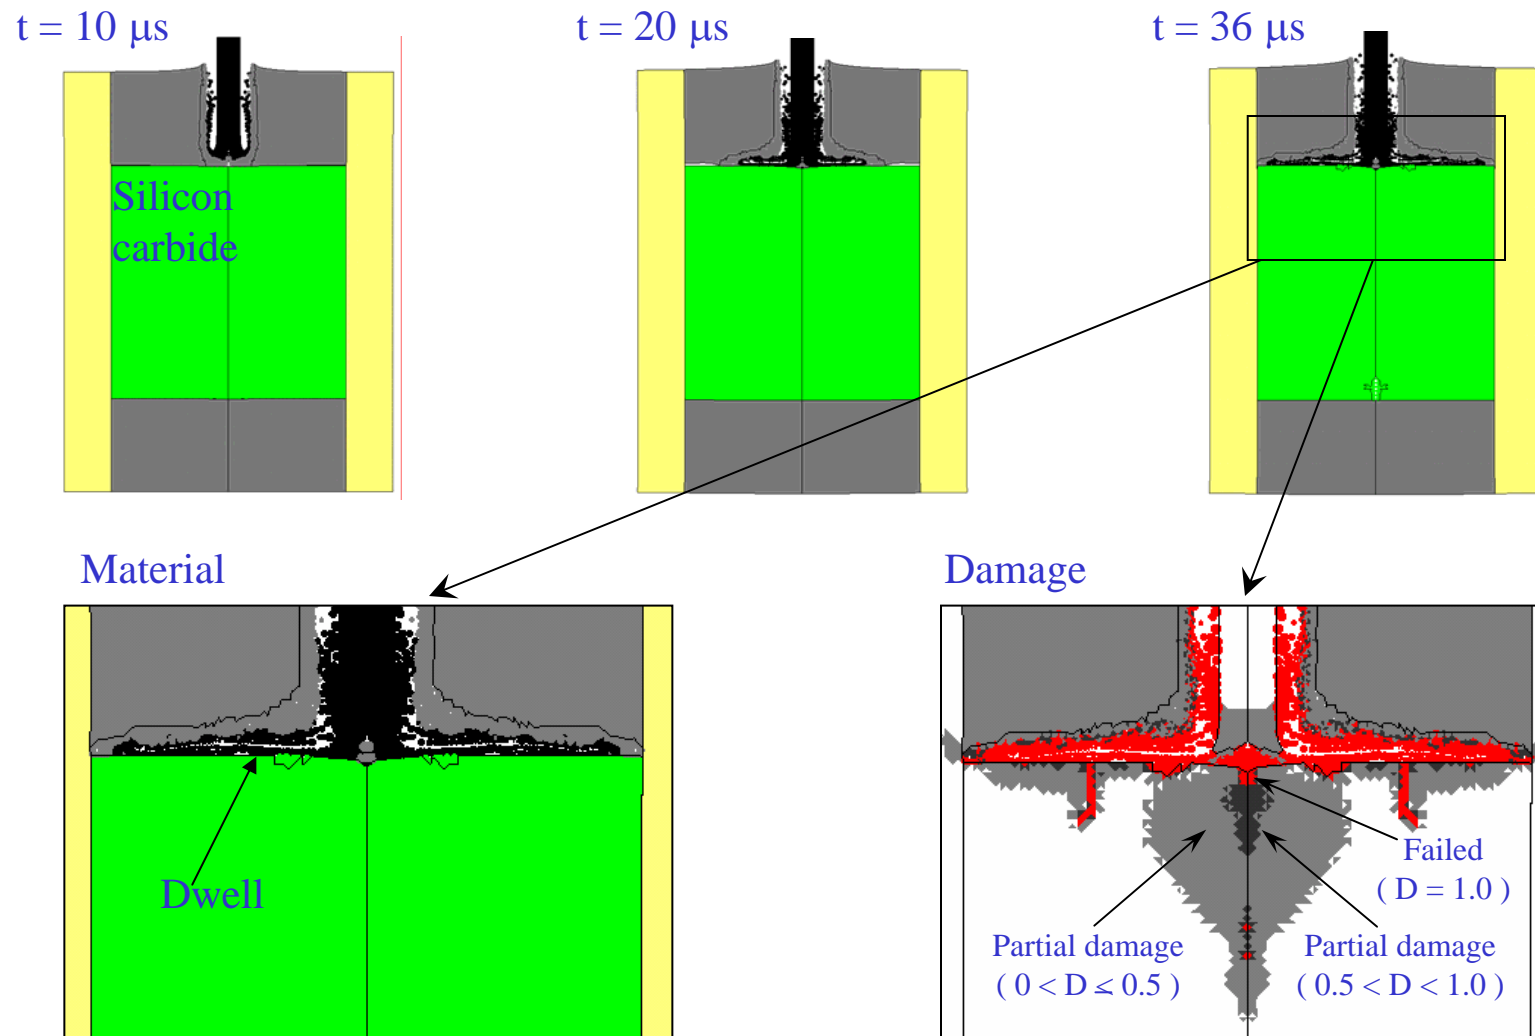 t = 10 μs
t = 20 μs
t = 36 μs
Silicon
carbide
Material
Damage
Dwell
Failed
( D = 1.0 )
Partial damage
( 0 < D ≤ 0.5 )
Partial damage
( 0.5 < D < 1.0 )